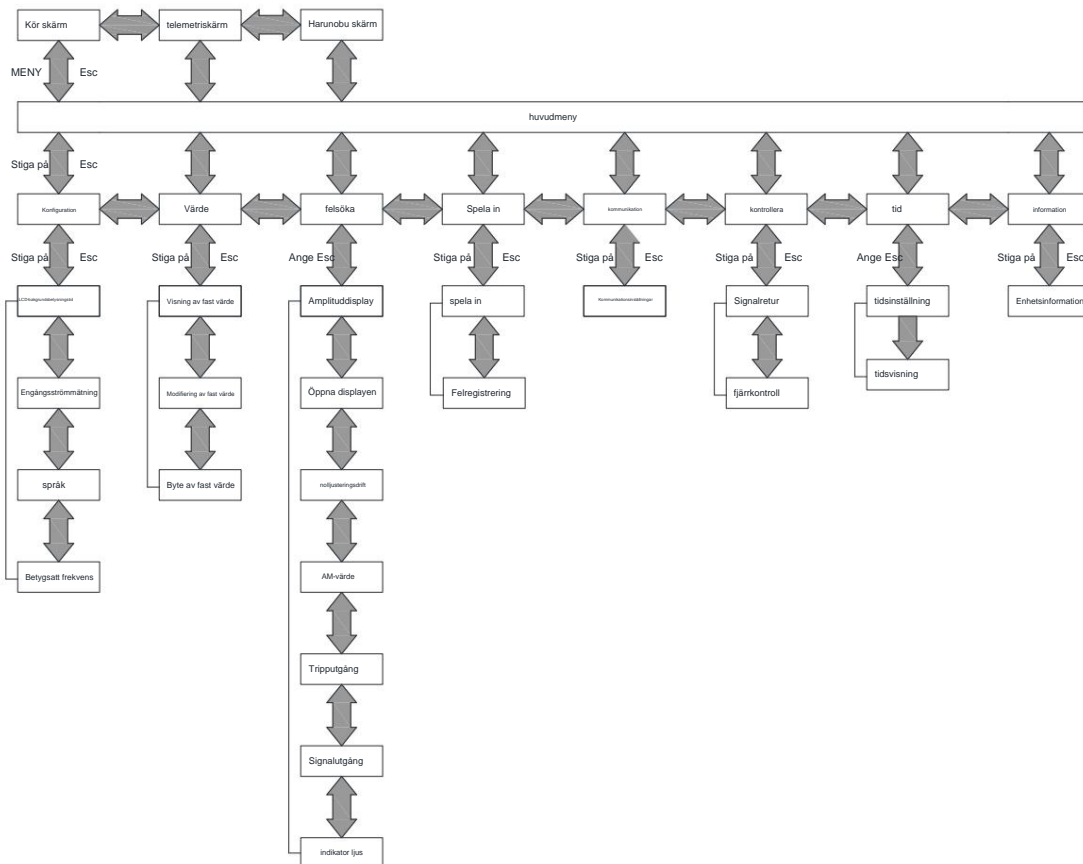 Kör skärm
telemetriskärm
Harunobu skärm
MENY Esc
huvudmeny
Stiga på Esc
Konfiguration
Värde
felsöka
Spela in
kommunikation
kontrollera
tid
information
Stiga på Esc
Stiga på Esc
Ange Esc
Stiga på Esc
Stiga på Esc
Stiga på Esc
Ange Esc
Stiga på Esc
Visning av fast värde
Amplituddisplay
spela in
Kommunikationsinställningar
Signalretur
tidsinställning
Enhetsinformation
tidsvisning
Engångsströmmätning
Modifiering av fast värde
Öppna displayen
Felregistrering
fjärrkontroll
språk
Byte av fast värde
nolljusteringsdrift
Betygsatt frekvens
AM-värde
Tripputgång
Signalutgång
indikator ljus